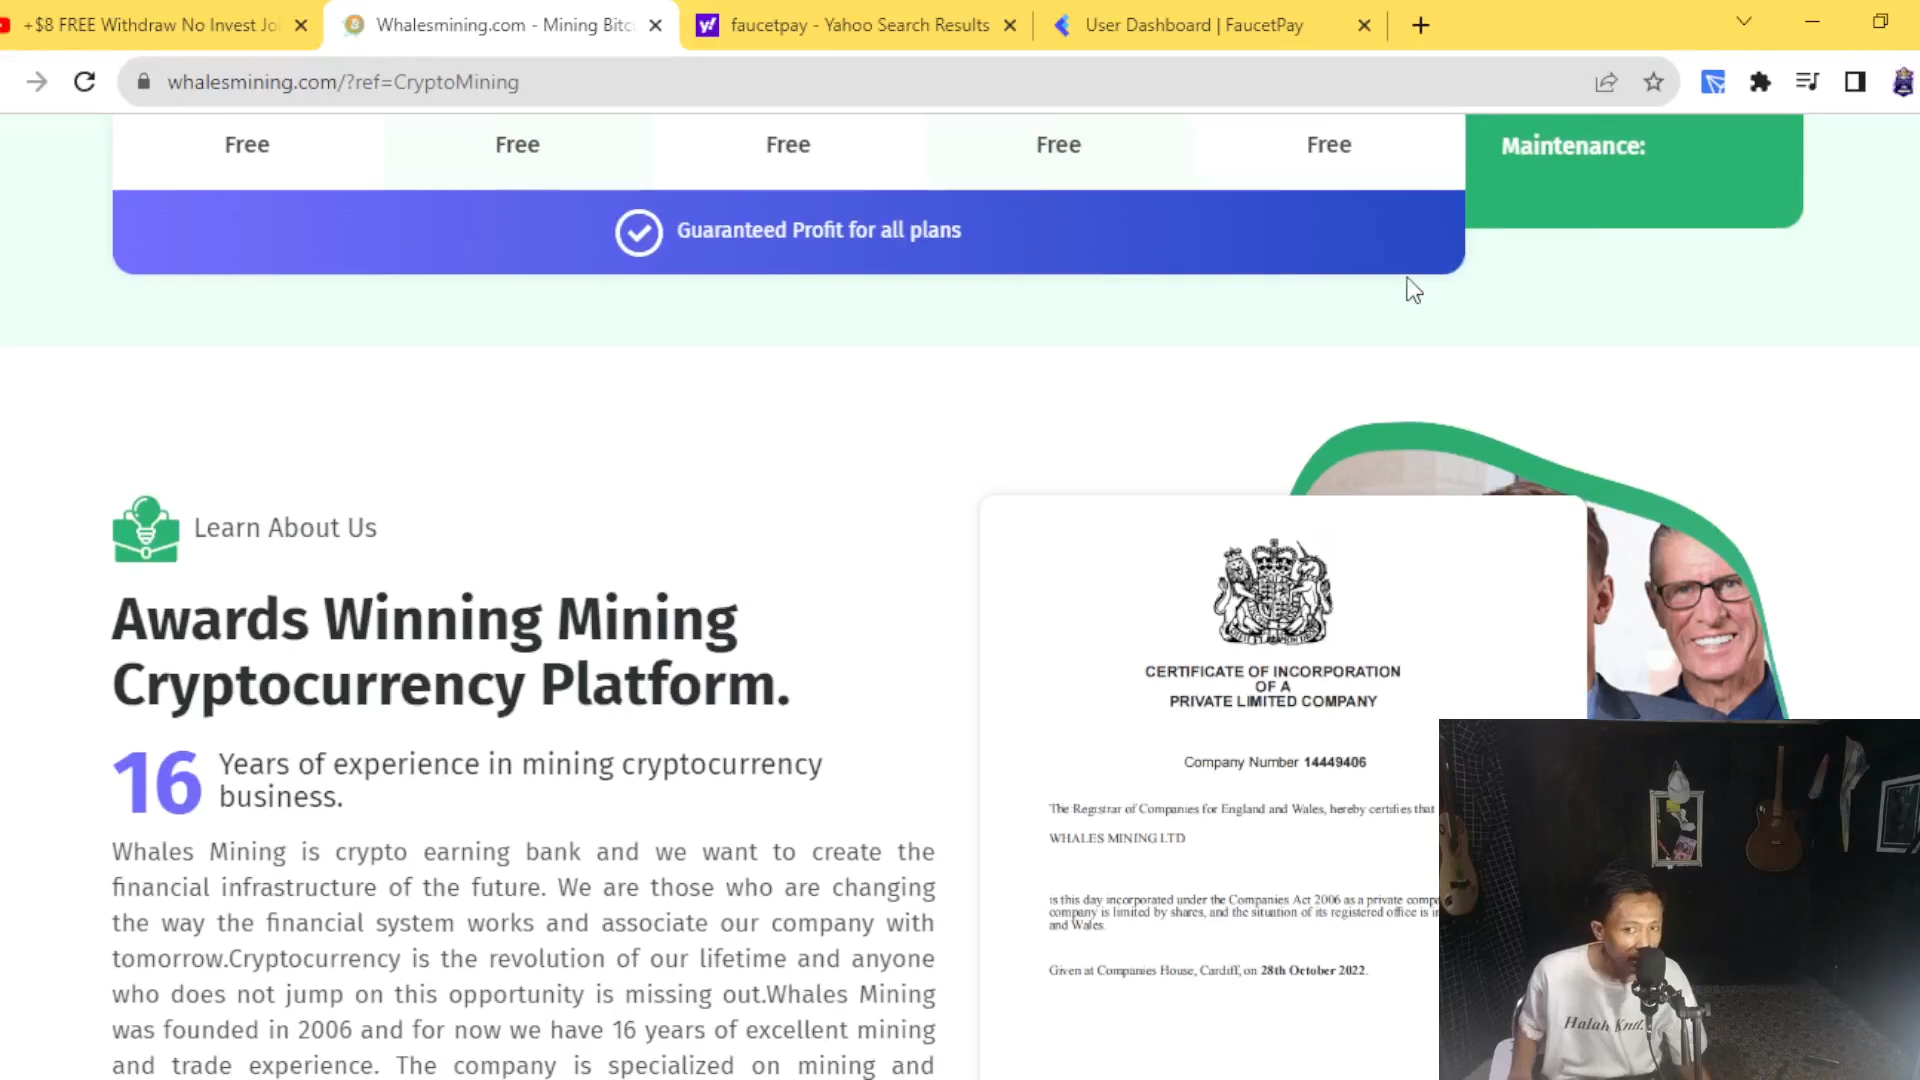 +$8 FREE Withdraw No Invest Jo
Whalesmining.com - Mining Bitc
y!
faucetpay - Yahoo Search Results
User Dashboard | FaucetPay
whalesmining.com/?ref=CryptoMining
Free Free Free Free Free
Maintenance:
Guaranteed Profit for all plans
Learn About Us
Awards Winning Mining
Cryptocurrency Platform.
16
Years of experience in mining cryptocurrency
business.
Whales Mining is crypto earning bank and we want to create the
financial infrastructure of the future. We are those who are changing
the way the financial system works and associate our company with
tomorrow.Cryptocurrency is the revolution of our lifetime and anyone
who does not jump on this opportunity is missing out.Whales Mining
was founded in 2006 and for now we have 16 years of excellent mining
and trade experience. The company is specialized on mining and
CERTIFICATE OF INCORPORATION
OF A
PRIVATE LIMITED COMPANY
Company Number 14449406
The Registrar of Companies for England and Wales, hereby certifies that
WHALES MINING LTD
is this day incorporated under the Companies Act 2006 as a private comp
company is limited by shares, and the situation of its registered office is i
and Wales.
Given at Companies House, Cardiff, on 28th October 2022.
Halah Kntl.